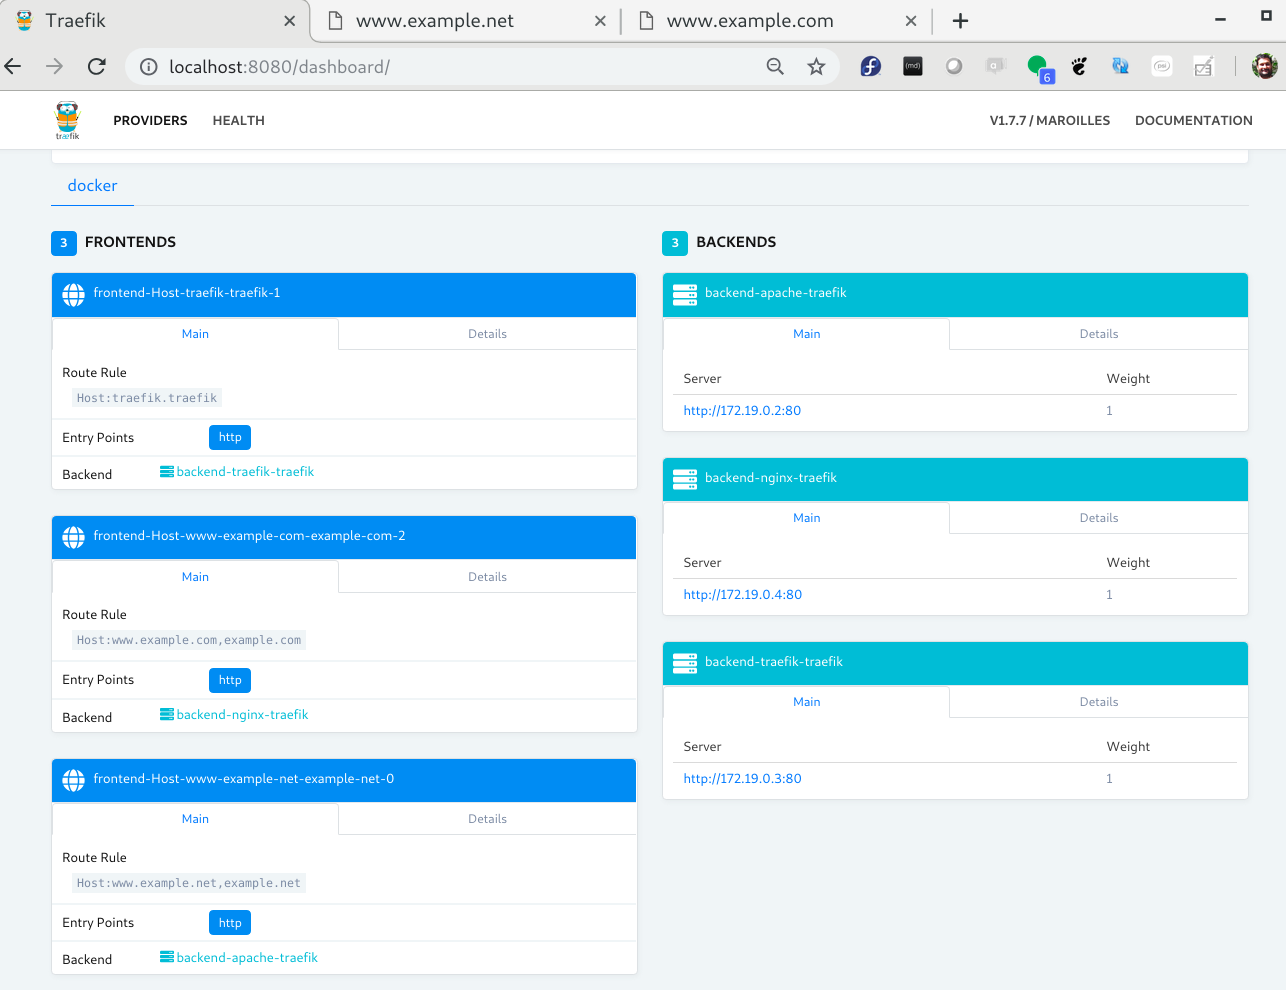 Traefik
www.example.net
www.example.com
localhost:8080/dashboard/
(md)
a
6
træfik
PROVIDERS
HEALTH
V1.7.7 / MAROILLES
DOCUMENTATION
docker
3 FRONTENDS
frontend-Host-traefik-traefik-1
Main
Details
Route Rule
Host:traefik.traefik
Entry Points
http
Backend
backend-traefik-traefik
frontend-Host-www-example-com-example-com-2
Main
Details
Route Rule
Host:www.example.com,example.com
Entry Points
http
Backend
backend-nginx-traefik
frontend-Host-www-example-net-example-net-0
Main
Details
Route Rule
Host:www.example.net,example.net
Entry Points
http
Backend
backend-apache-traefik
3 BACKENDS
backend-apache-traefik
Main
Details
Server
Weight
http://172.19.0.2:80
1
backend-nginx-traefik
Main
Details
Server
Weight
http://172.19.0.4:80
1
backend-traefik-traefik
Main
Details
Server
Weight
http://172.19.0.3:80
1